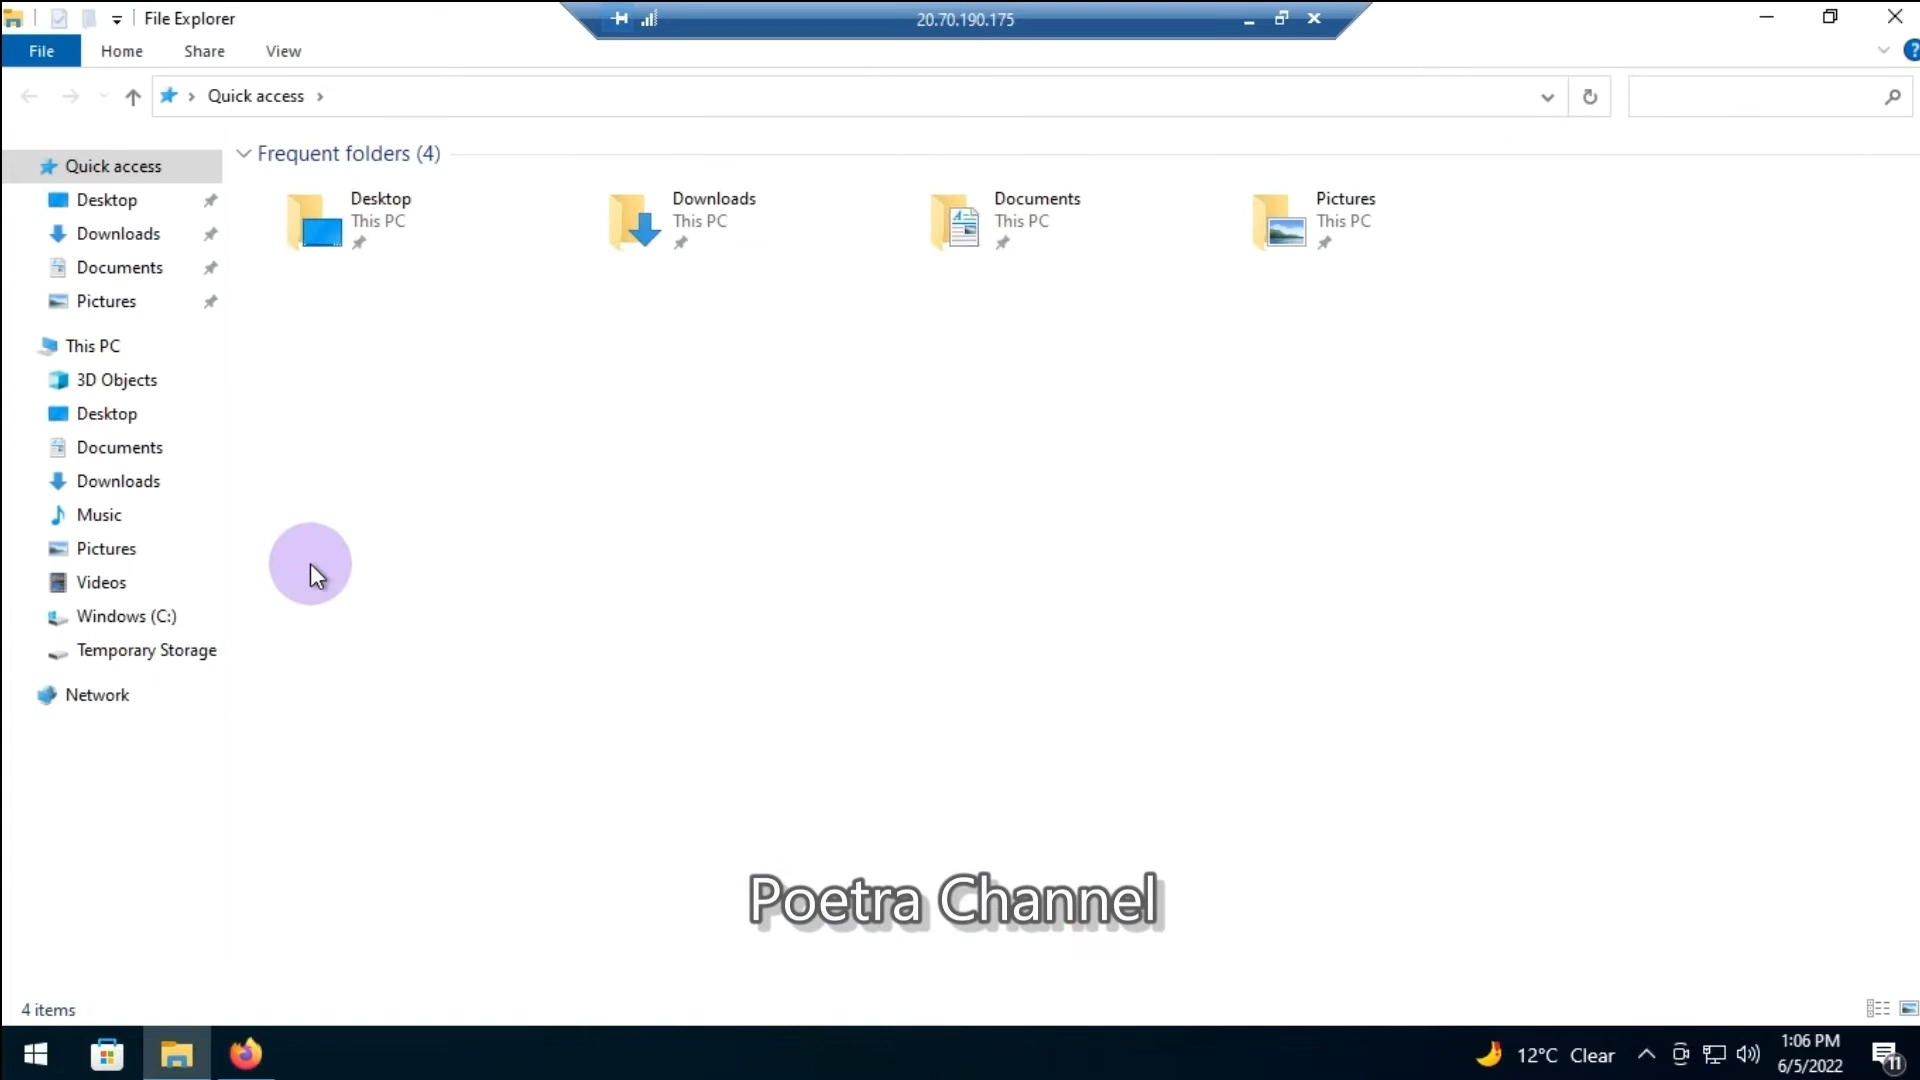 File Explorer
20.70.190.175
File Home Share View
?
Quick access
Quick access
Desktop
Downloads
Documents
Pictures
This PC
3D Objects
Desktop
Documents
Downloads
Music
Pictures
Videos
Windows (C:)
Temporary Storage
Network
Frequent folders (4)
Desktop
This PC
Downloads
This PC
Documents
This PC
Pictures
This PC
Poetra Channel
4 items
12°C Clear
1:06 PM
6/5/2022
11